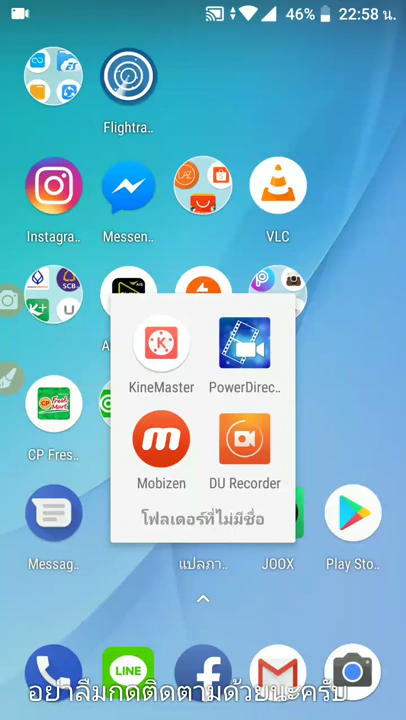 46% 22:58 น.
Flightra..
Instagra..
Messen..
VLC
KineMaster
PowerDirec..
CP Fres..
Mobizen
DU Recorder
โฟลเดอร์ที่ไม่มีชื่อ
Messag..
แปลภา..
JOOX
Play Sto..
LINE
อย่าลืมกดติดตามด้วยนะครับ